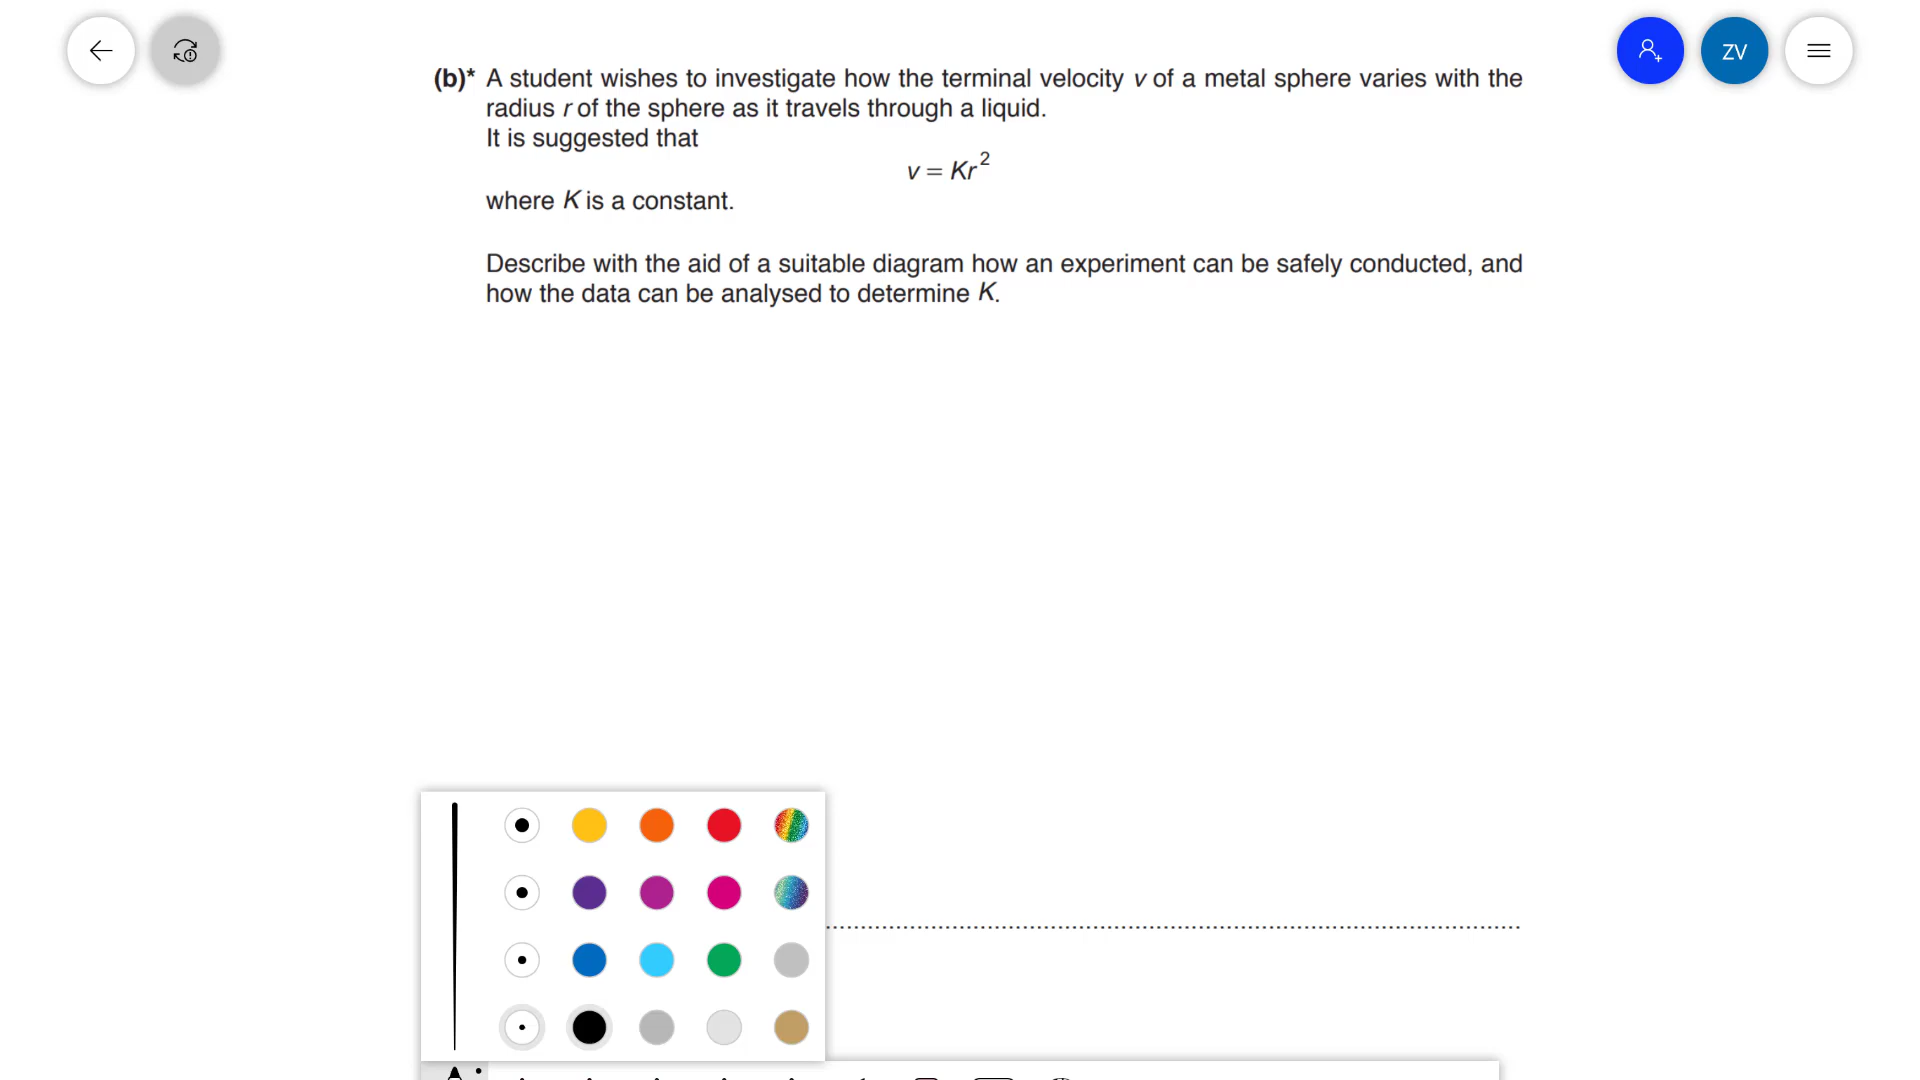 ZV
(b)* A student wishes to investigate how the terminal velocity v of a metal sphere varies with the
radius r of the sphere as it travels through a liquid.
It is suggested that
v = Kr²
where K is a constant.
Describe with the aid of a suitable diagram how an experiment can be safely conducted, and
how the data can be analysed to determine K.